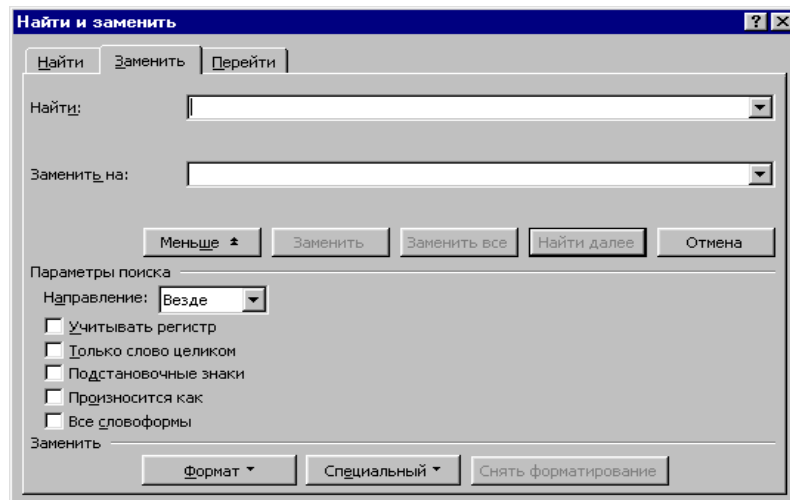 Найти и заменить
Найти Заменить Перейти
Найти:
Заменить на:
Меньше Заменить Заменить все Найти далее Отмена
Параметры поиска
Направление: Везде
Учитывать регистр
Только слово целиком
Подстановочные знаки
Произносится как
Все словоформы
Заменить
Формат Специальный Снять форматирование